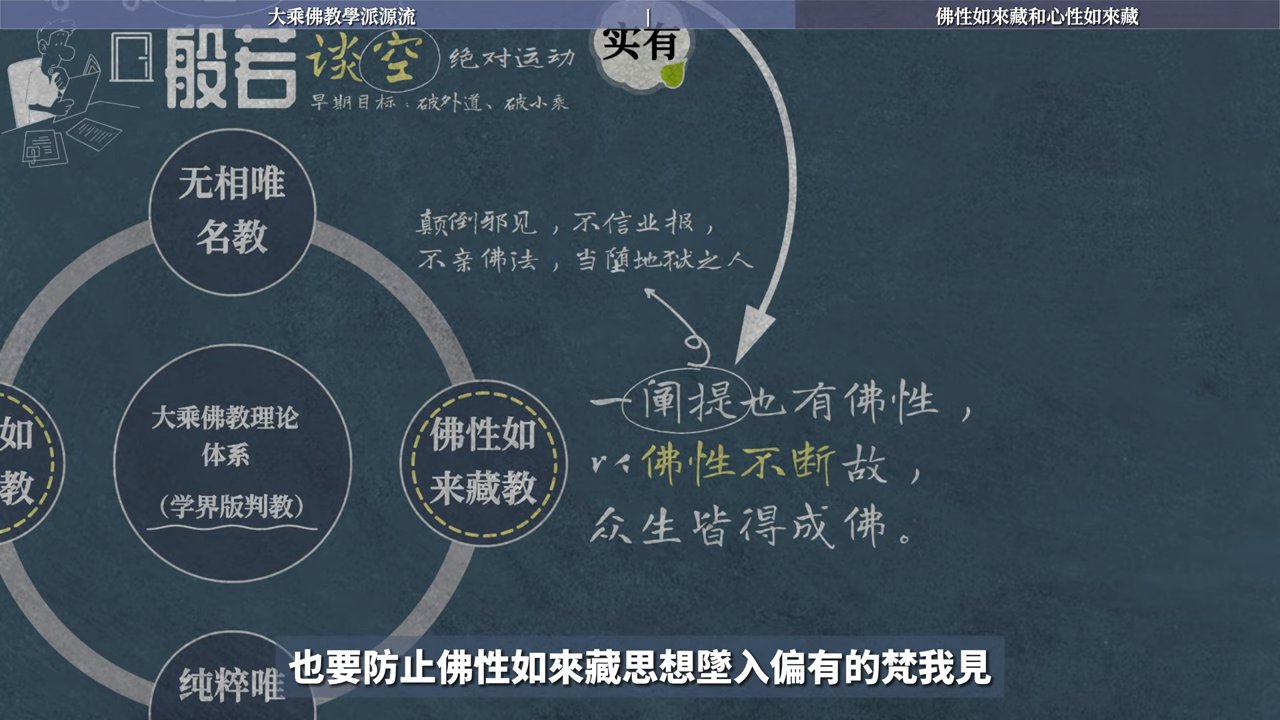 大乘佛教學派源流
|
佛性如來藏和心性如來藏
般若谈空 绝对运动
实有
早期目标：破外道、破小乘
无相唯
名教
颠倒邪见，不信业报，
不亲佛法，当堕地狱之人
大乘佛教理论
体系
（学界版判教）
如
教
佛性如
来藏教
一阐提也有佛性，
以佛性不断故，
众生皆得成佛。
纯粹唯
也要防止佛性如來藏思想墜入偏有的梵我見